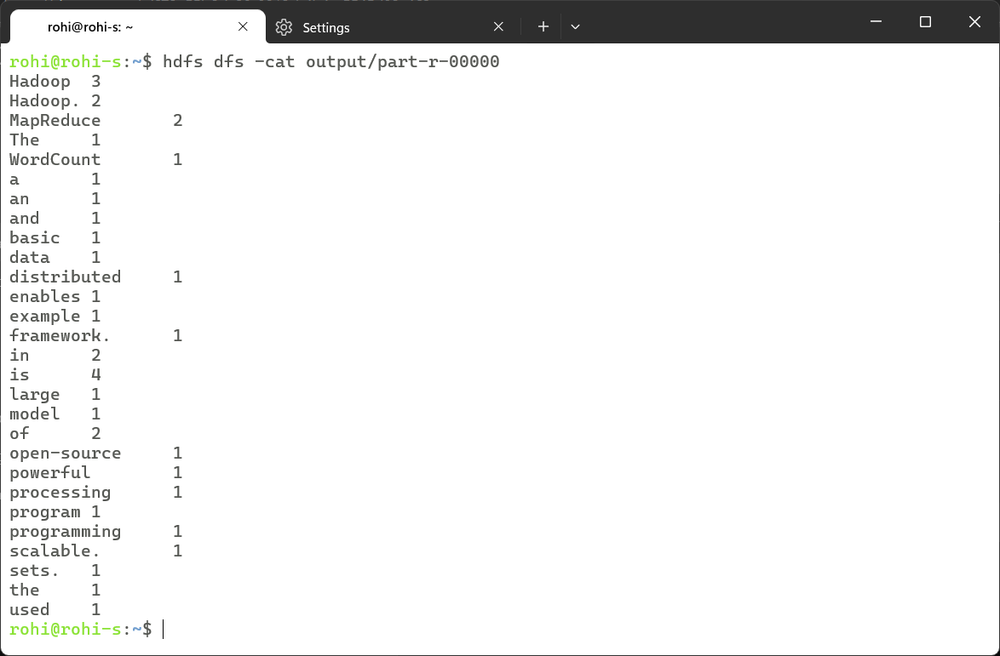 rohi@rohi-s: ~
Settings
rohi@rohi-s:~$ hdfs dfs -cat output/part-r-00000
Hadoop	3
Hadoop.	2
MapReduce	2
The	1
WordCount	1
a	1
an	1
and	1
basic	1
data	1
distributed	1
enables	1
example	1
framework.	1
in	2
is	4
large	1
model	1
of	2
open-source	1
powerful	1
processing	1
program	1
programming	1
scalable.	1
sets.	1
the	1
used	1
rohi@rohi-s:~$